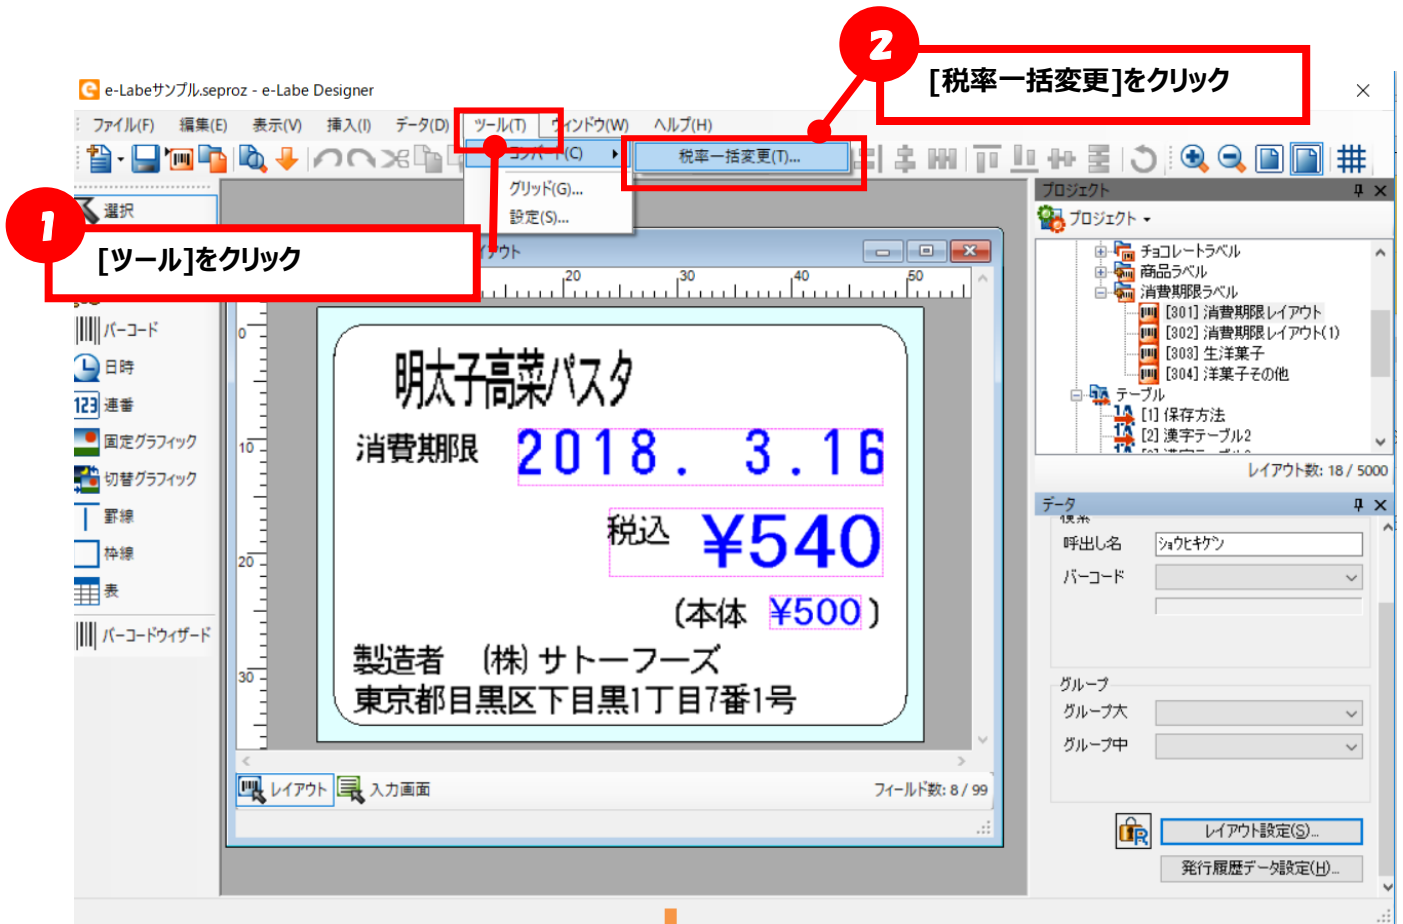 2
[税率一括変更]をクリック
e-Labeサンプル.seproz - e-Labe Designer
ファイル(F) 編集(E) 表示(V) 挿入(I) データ(D) ツール(T) ウィンドウ(W) ヘルプ(H)
コンバート(C)
税率一括変更(T)...
グリッド(G)...
設定(S)...
1
[ツール]をクリック
選択
バーコード
日時
123 連番
固定グラフィック
切替グラフィック
罫線
枠線
表
バーコードウィザード
20 30 40 50
0
10
20
30
明太子高菜パスタ
消費期限 2018. 3.16
税込 ¥540
(本体 ¥500)
製造者 (株)サトーフーズ
東京都目黒区下目黒1丁目7番1号
レイアウト 入力画面
フィールド数: 8 / 99
プロジェクト
プロジェクト
チョコレートラベル
商品ラベル
消費期限ラベル
[301] 消費期限レイアウト
[302] 消費期限レイアウト(1)
[303] 生洋菓子
[304] 洋菓子その他
テーブル
[1] 保存方法
[2] 漢字テーブル2
レイアウト数: 18 / 5000
データ
検索
呼出し名 ショウヒキゲン
バーコード
グループ
グループ大
グループ中
レイアウト設定(S)...
発行履歴データ設定(H)...